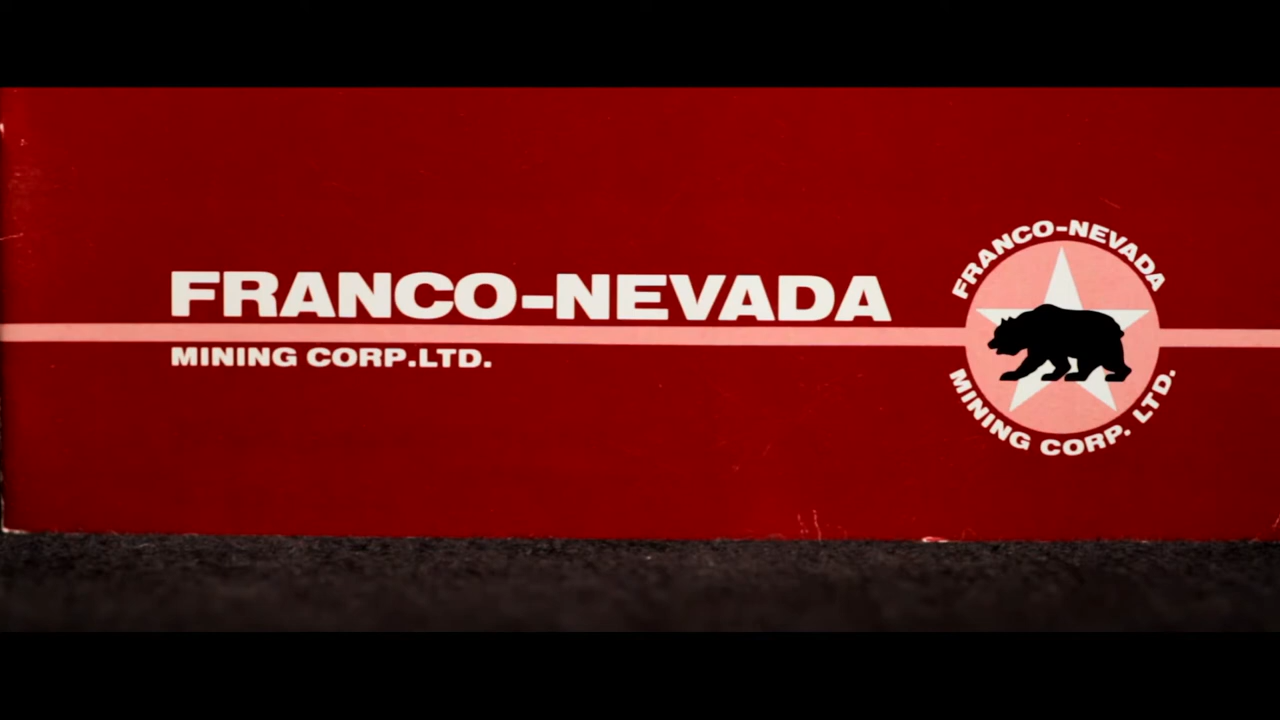 FRANCO-NEVADA
MINING CORP.LTD.
FRANCO-NEVADA
MINING CORP. LTD.